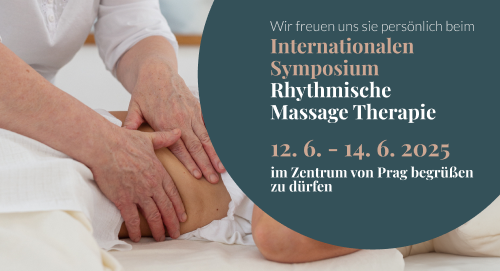 Wir freuen uns sie persönlich beim
Internationalen
Symposium
Rhythmische
Massage Therapie
12. 6. - 14. 6. 2025
im Zentrum von Prag begrüßen
zu dürfen